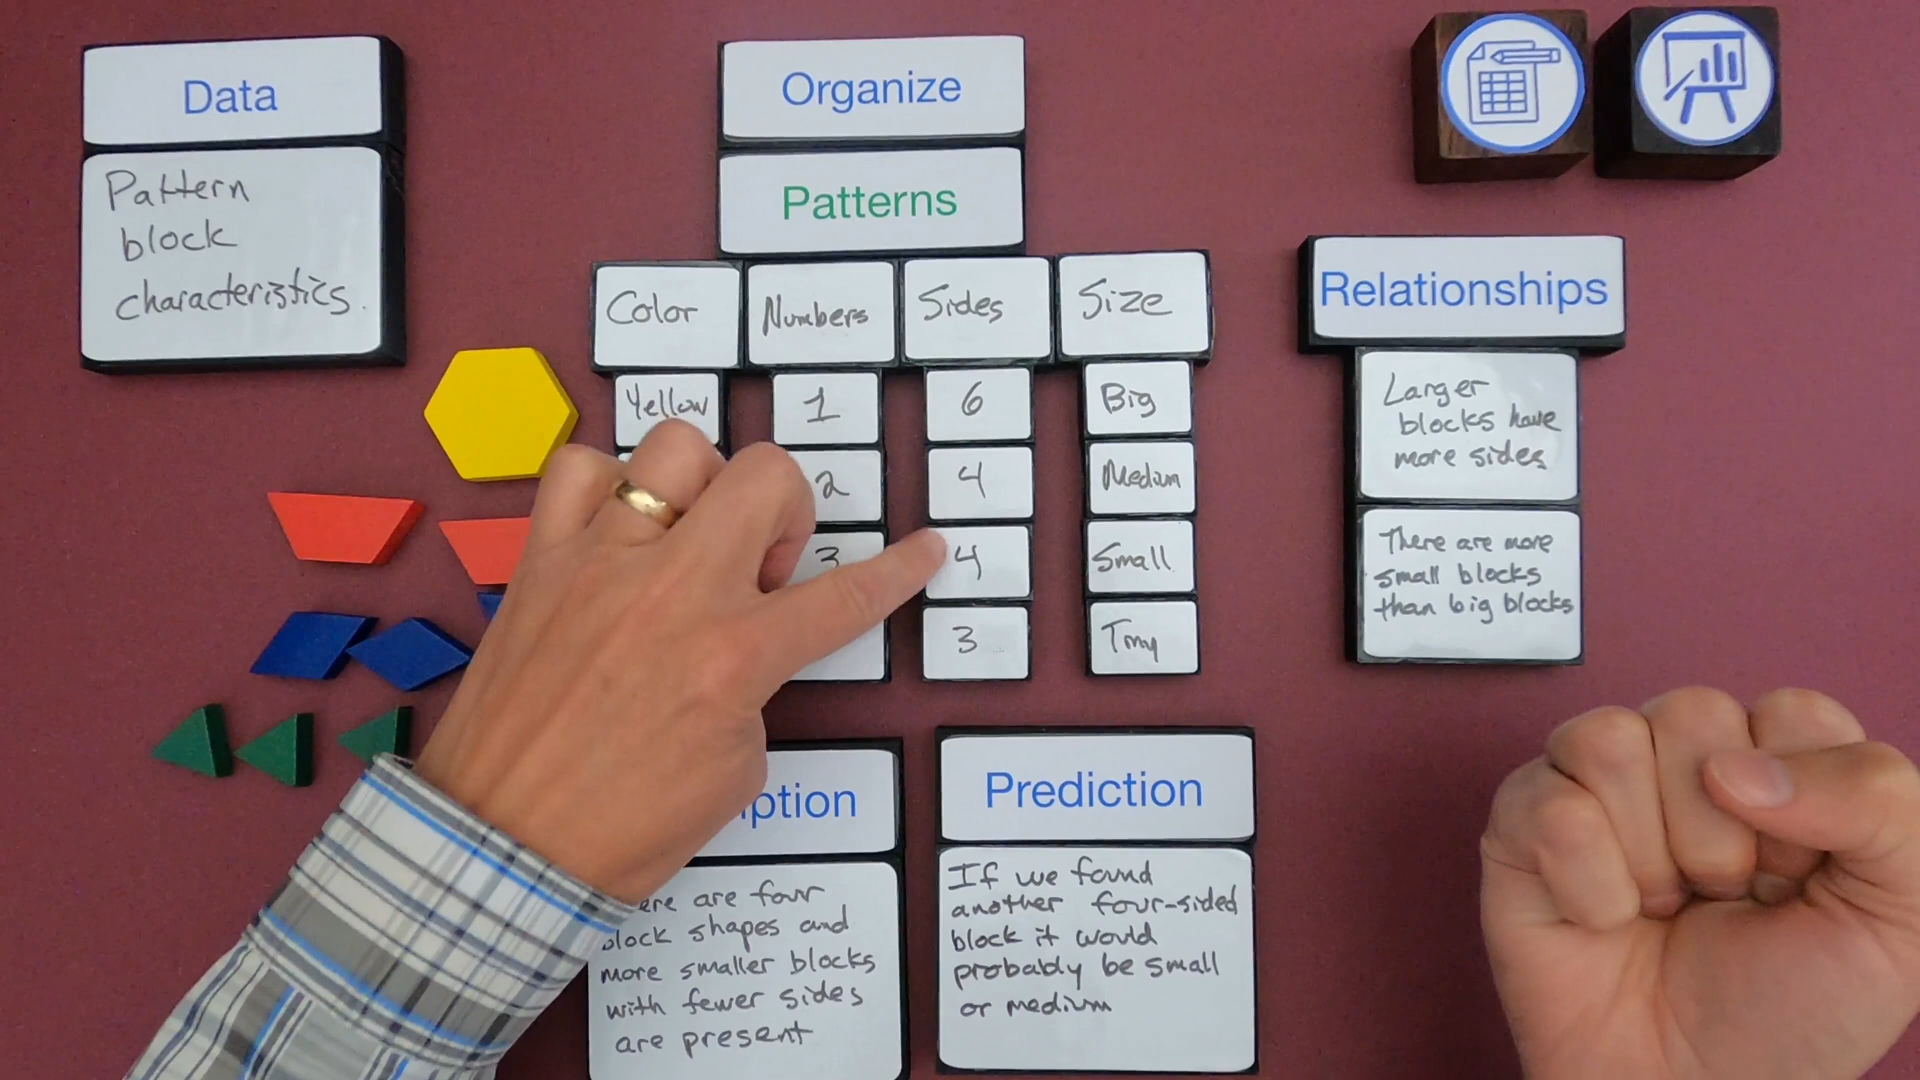 Data
Pattern
block
characteristics.
Organize
Patterns
Color Numbers Sides Size
Yellow 1 6 Big
2 4 Medium
3 4 Small
3 Tiny
Relationships
Larger
blocks have
more sides
There are more
small blocks
than big blocks
ption
ere are four
block shapes and
more smaller blocks
with fewer sides
are present
Prediction
If we found
another four-sided
block it would
probably be small
or medium